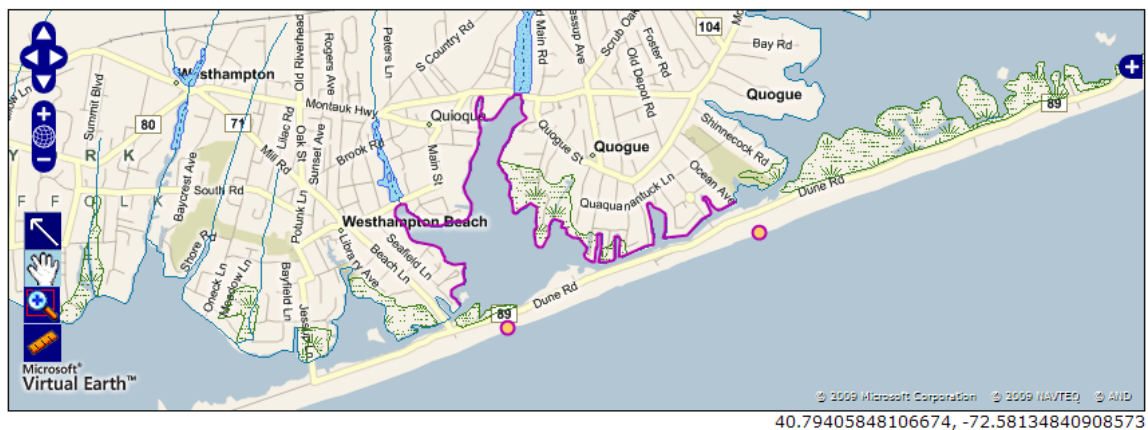 104
Bay Rd
S Country Rd
Peters Ln
Rogers Ave
Old Riverhead
Main Rd
Scrub Oak
Foster Rd
Old Depot Rd
Westhampton
Summit Blvd
Quogue
89
Montauk Hwy
Quioque
80
71
Lilac Rd
Oak St
Sunset Ave
Brook Rd
Main St
Quogue St
Quogue
Shinnecock Rd
Mill Rd
Y R K
Baycrest Ave
South Rd
Potunk Ln
Quaquanantuck Ln
Ocean Ave
Dune Rd
F F O L K
Westhampton Beach
Shore Rd
Library Ave
Seafield Ln
Beach Ln
Oneck Ln
Meadow Ln
Bayfield Ln
Jessup Ln
Dune Rd
89
Microsoft®
Virtual Earth™
© 2009 Microsoft Corporation © 2009 NAVTEQ © AND
40.79405848106674, -72.58134840908573